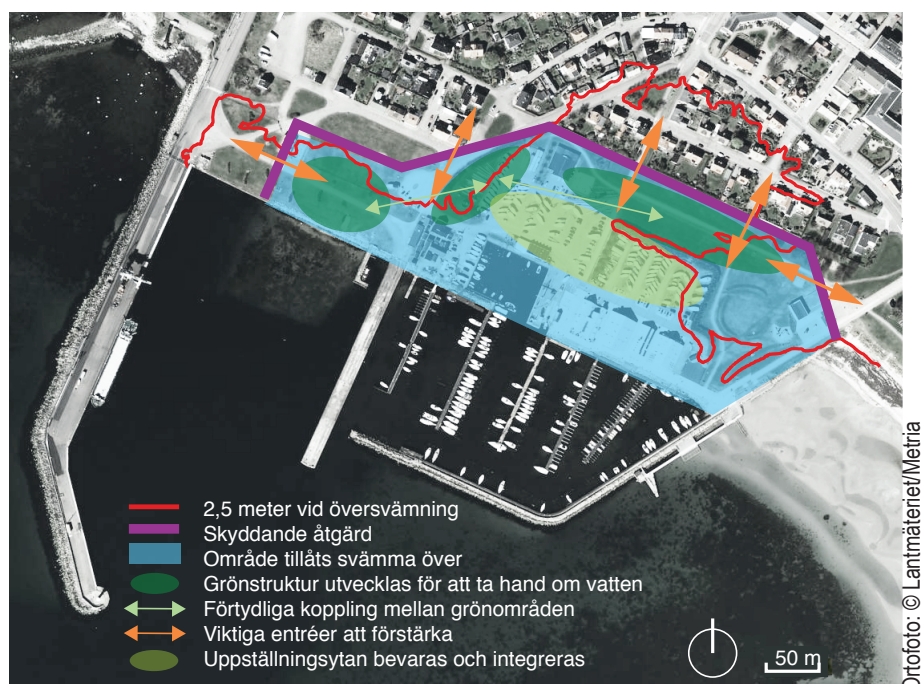 2,5 meter vid översvämning
Skyddande åtgärd
Område tillåts svämma över
Grönstruktur utvecklas för att ta hand om vatten
Förtydliga koppling mellan grönområden
Viktiga entréer att förstärka
Uppställningsytan bevaras och integreras
50 m
Ortofoto: © Lantmäteriet/Metria